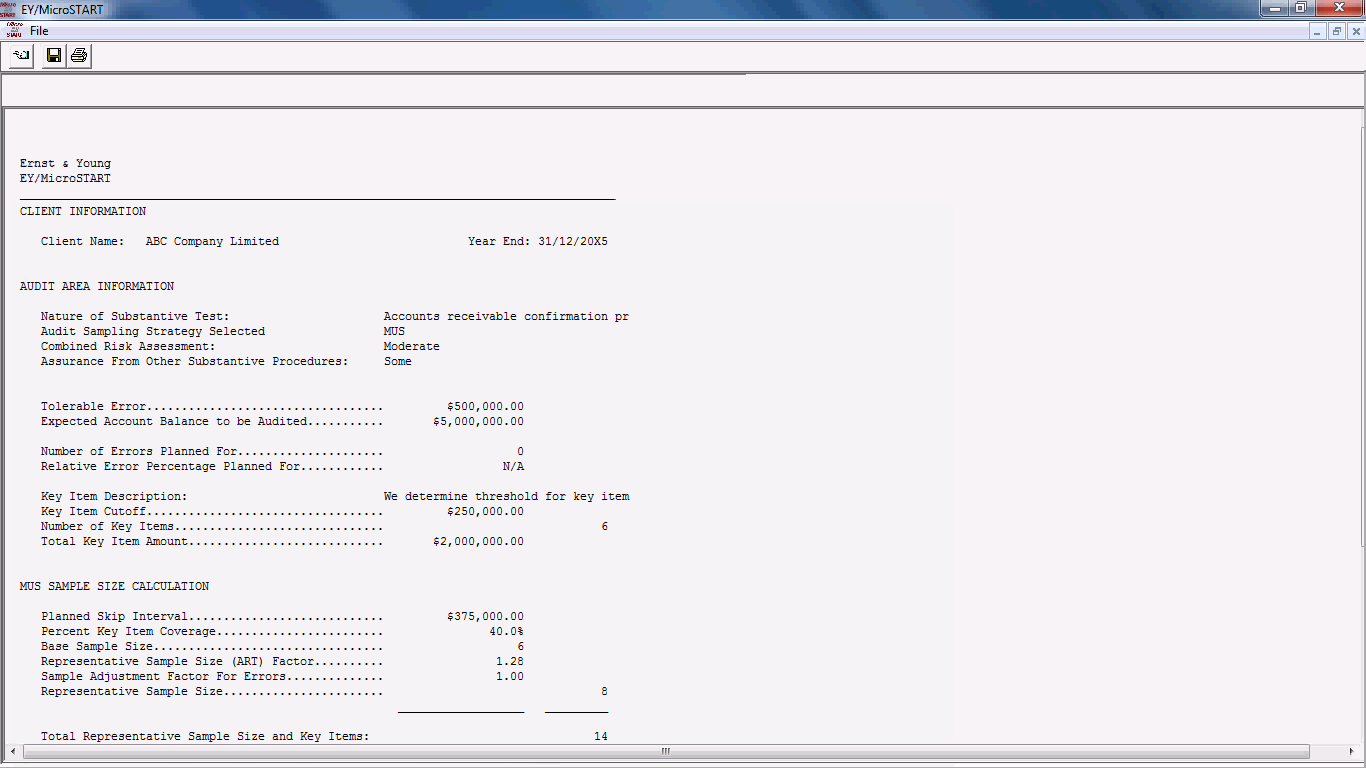 EY/MicroSTART
File
Ernst & Young
EY/MicroSTART
CLIENT INFORMATION
Client Name: ABC Company Limited Year End: 31/12/20X5
AUDIT AREA INFORMATION
Nature of Substantive Test: Accounts receivable confirmation pr
Audit Sampling Strategy Selected MUS
Combined Risk Assessment: Moderate
Assurance From Other Substantive Procedures: Some
Tolerable Error.................................. $500,000.00
Expected Account Balance to be Audited........... $5,000,000.00
Number of Errors Planned For..................... 0
Relative Error Percentage Planned For............ N/A
Key Item Description: We determine threshold for key item
Key Item Cutoff.................................. $250,000.00
Number of Key Items.............................. 6
Total Key Item Amount............................ $2,000,000.00
MUS SAMPLE SIZE CALCULATION
Planned Skip Interval............................ $375,000.00
Percent Key Item Coverage........................ 40.0%
Base Sample Size................................. 6
Representative Sample Size (ART) Factor.......... 1.28
Sample Adjustment Factor For Errors.............. 1.00
Representative Sample Size....................... 8
Total Representative Sample Size and Key Items: 14